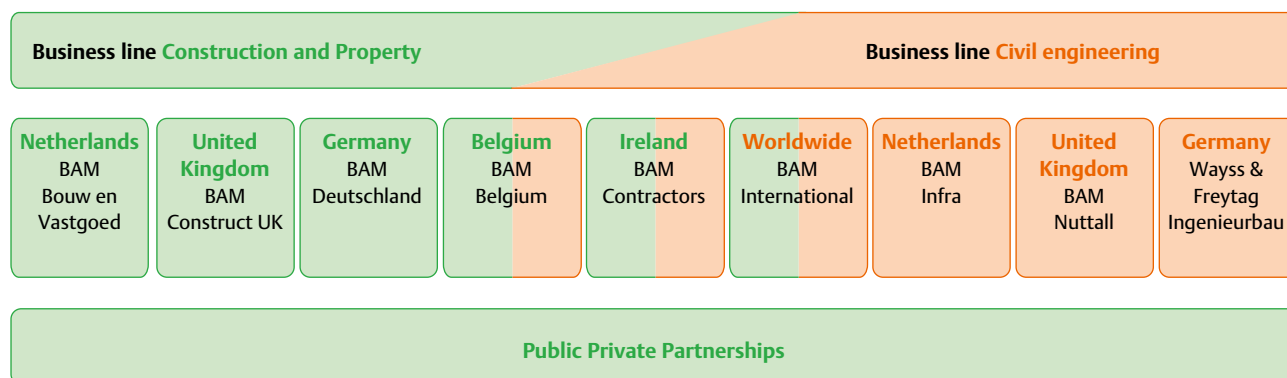 Business line Construction and Property
Business line Civil engineering
Netherlands
BAM
Bouw en
Vastgoed
United
Kingdom
BAM
Construct UK
Germany
BAM
Deutschland
Belgium
BAM
Belgium
Ireland
BAM
Contractors
Worldwide
BAM
International
Netherlands
BAM
Infra
United
Kingdom
BAM
Nuttall
Germany
Wayss &
Freytag
Ingenieurbau
Public Private Partnerships